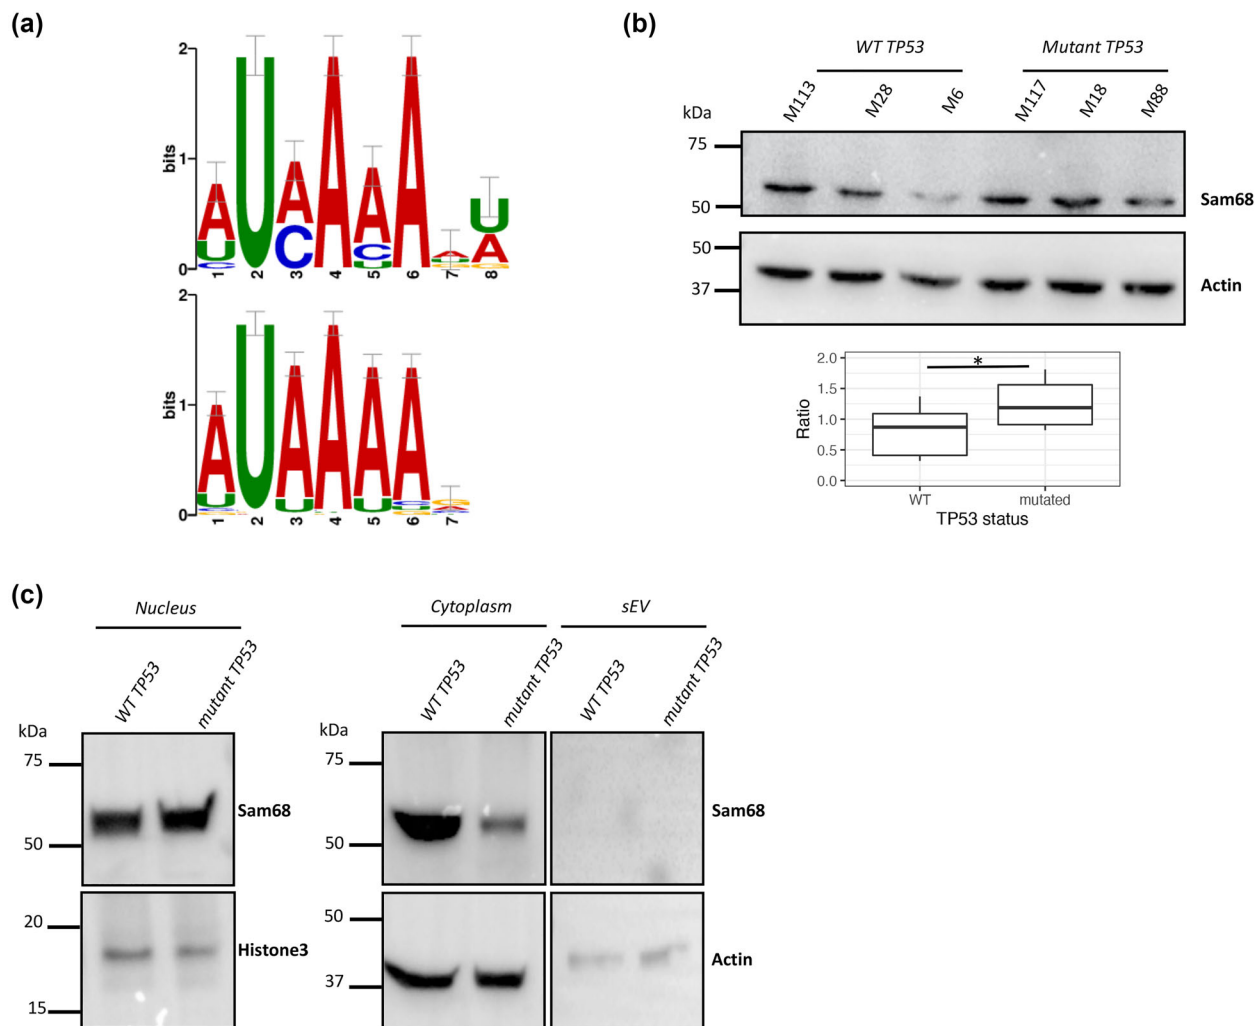 (a)
2
1
0
bits
A U A A A A A U
U C C C A
C U
1 2 3 4 5 6 7 8
2
1
0
bits
A U A A A A
U U U
1 2 3 4 5 6 7
(b)
WT TP53 Mutant TP53
kDa M113 M28 M6 M117 M18 M88
75
50 Sam68
50
37 Actin
2.0
1.5
1.0
0.5
0.0
Ratio
*
WT mutated
TP53 status
(c)
Nucleus Cytoplasm sEV
kDa WT TP53 mutant TP53 kDa WT TP53 mutant TP53 WT TP53 mutant TP53
75 75
Sam68 Sam68
50 50
20 50
Histone3 Actin
15 37